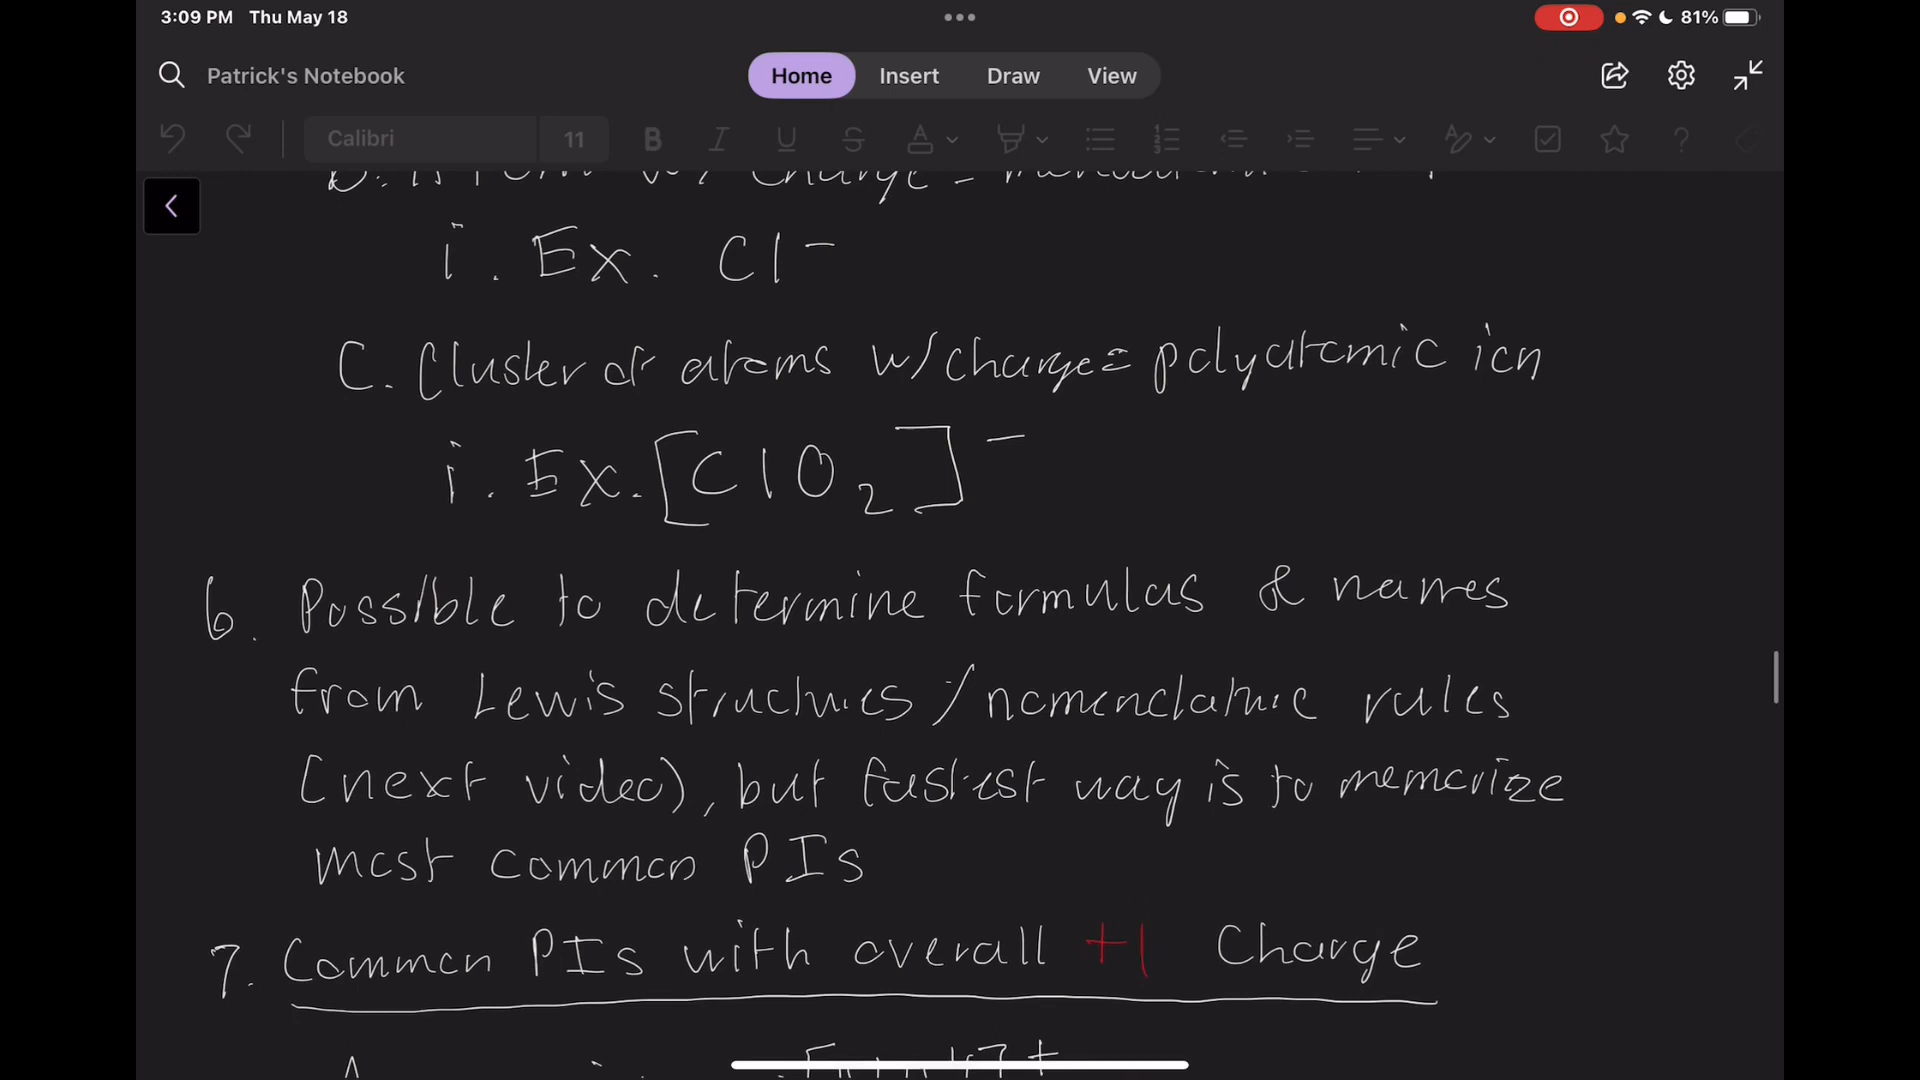 3:09 PM Thu May 18
81%
Patrick's Notebook
Home Insert Draw View
Calibri 11
charge =
i. Ex. Cl⁻
C. Cluster of atoms w/ charge = polyatomic ion
i. Ex. [ClO₂]⁻
6. Possible to determine formulas & names
from Lewis structures / nomenclature rules
(next video), but fastest way is to memorize
most common PIs
7. Common PIs with overall +1 Charge